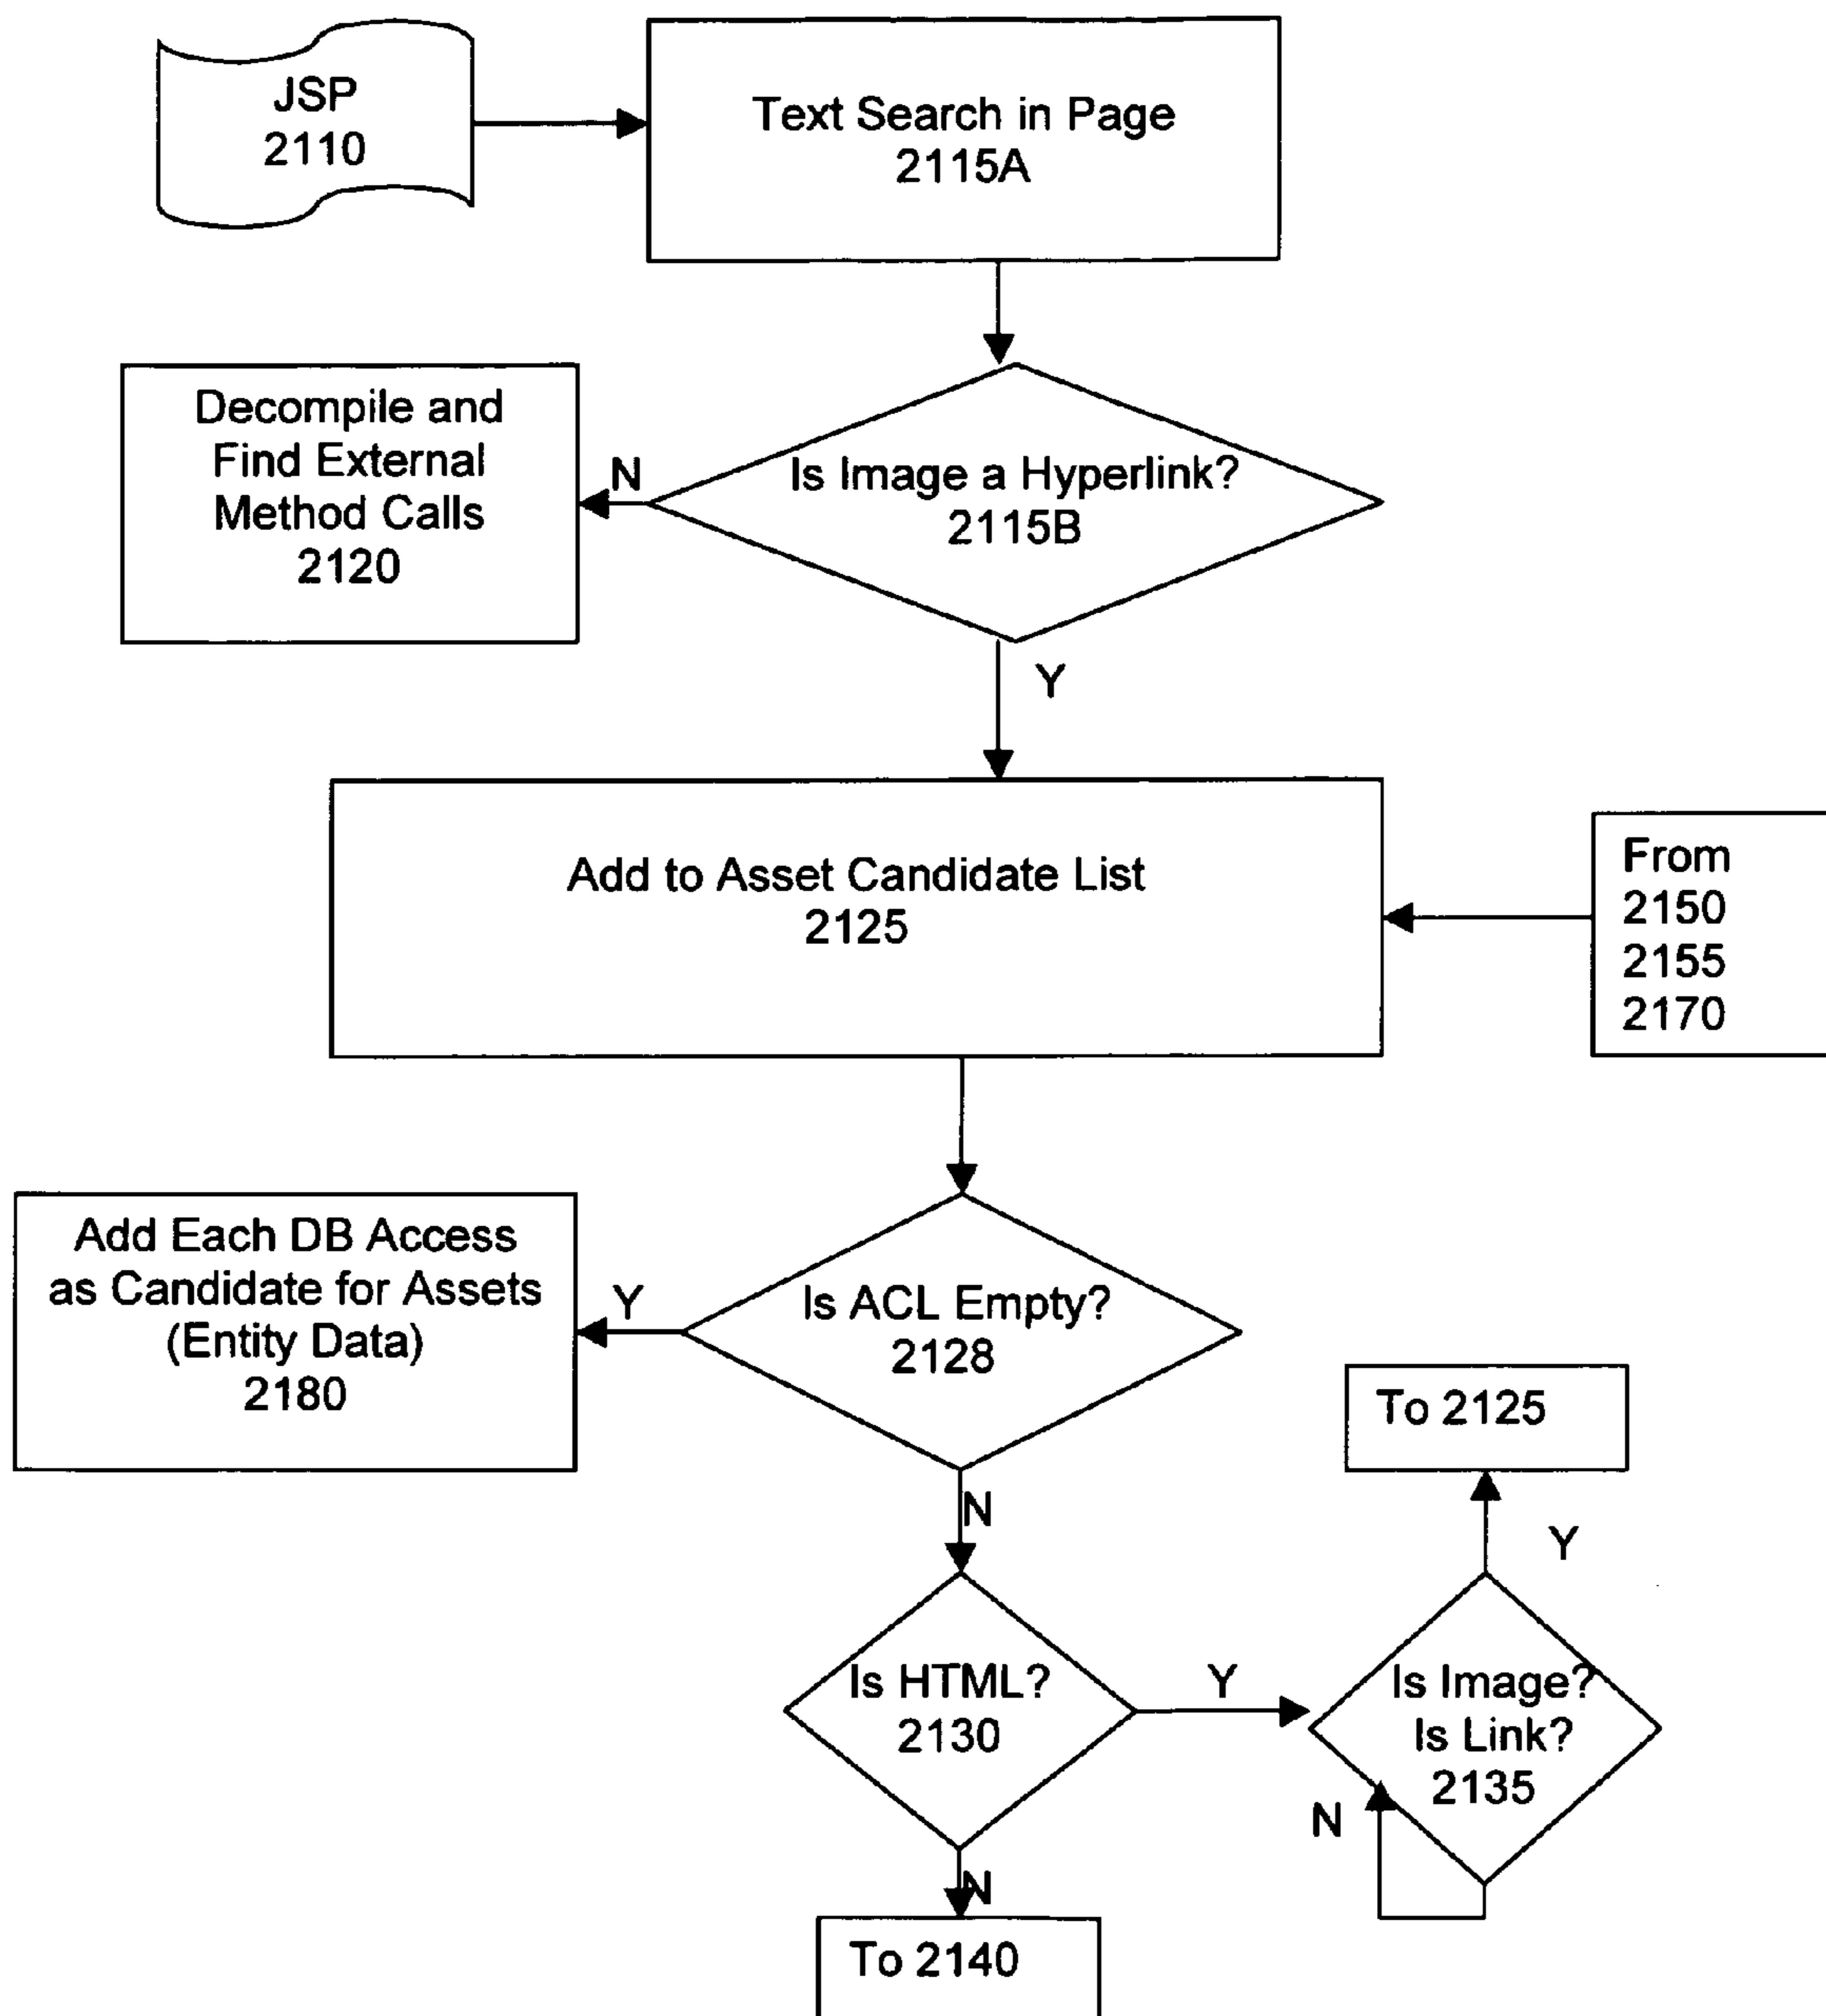 JSP
2110
Text Search in Page
2115A
Decompile and
Find External
Method Calls
2120
N
Is Image a Hyperlink?
2115B
Y
Add to Asset Candidate List
2125
From
2150
2155
2170
Add Each DB Access
as Candidate for Assets
(Entity Data)
2180
Y
Is ACL Empty?
2128
To 2125
N
Y
Is HTML?
2130
Y
Is Image?
Is Link?
2135
N
N
To 2140